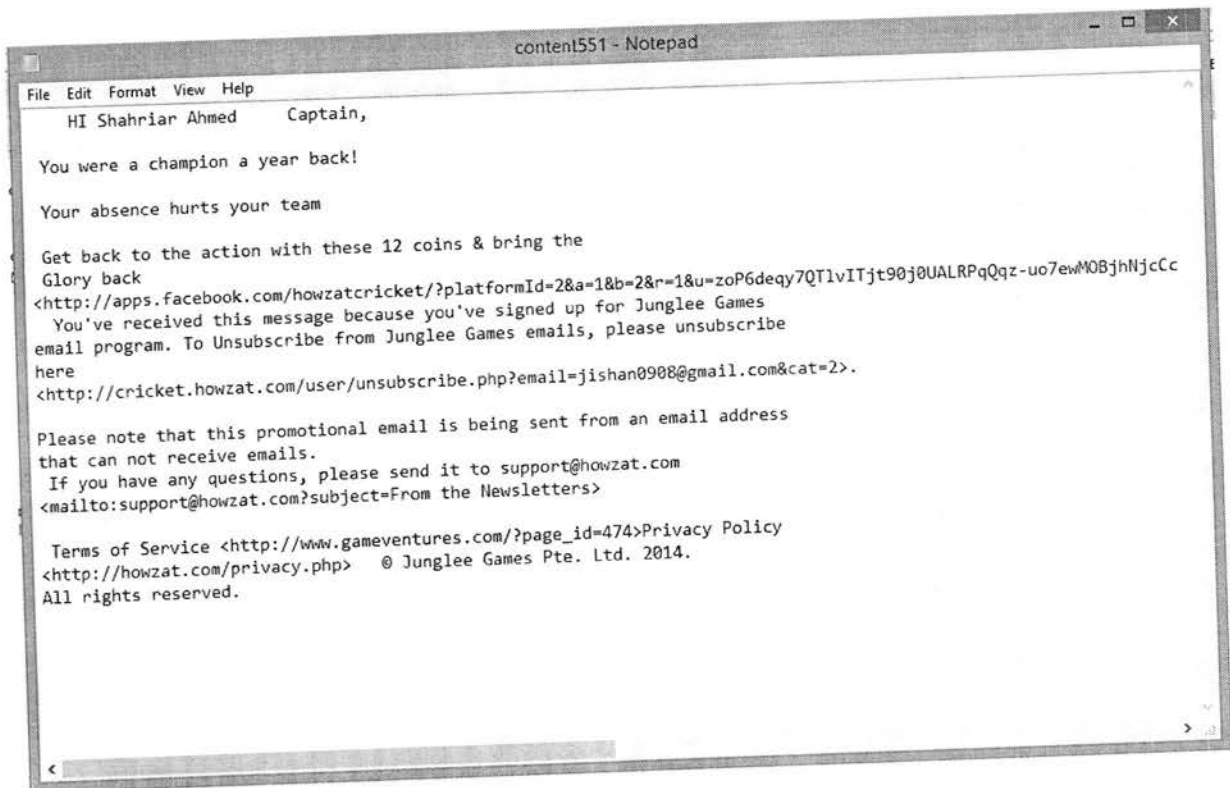 content551 - Notepad
File Edit Format View Help
HI Shahriar Ahmed Captain,
You were a champion a year back!
Your absence hurts your team
Get back to the action with these 12 coins & bring the
Glory back
<http://apps.facebook.com/howzatcricket/?platformId=2&a=1&b=2&r=1&u=zoP6deqy7QTlvITjt90j0UALRPqQqz-uo7ewMOBjhNjcCc
You've received this message because you've signed up for Junglee Games
email program. To Unsubscribe from Junglee Games emails, please unsubscribe
here
<http://cricket.howzat.com/user/unsubscribe.php?email=jishan0908@gmail.com&cat=2>.
Please note that this promotional email is being sent from an email address
that can not receive emails.
If you have any questions, please send it to support@howzat.com
<mailto:support@howzat.com?subject=From the Newsletters>
Terms of Service <http://www.gameventures.com/?page_id=474>Privacy Policy
<http://howzat.com/privacy.php> © Junglee Games Pte. Ltd. 2014.
All rights reserved.